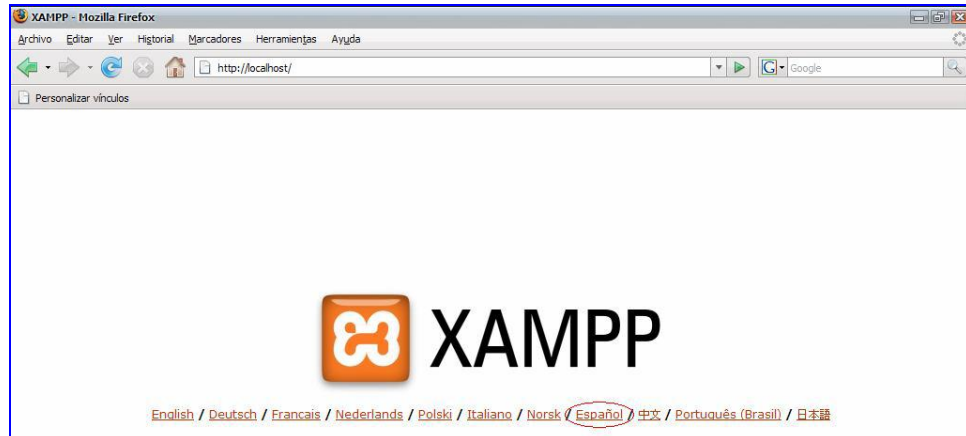 XAMPP - Mozilla Firefox
Archivo Editar Ver Historial Marcadores Herramientas Ayuda
http://localhost/ G Google
Personalizar vínculos
XAMPP
English / Deutsch / Francais / Nederlands / Polski / Italiano / Norsk / Español / 中文 / Português (Brasil) / 日本語